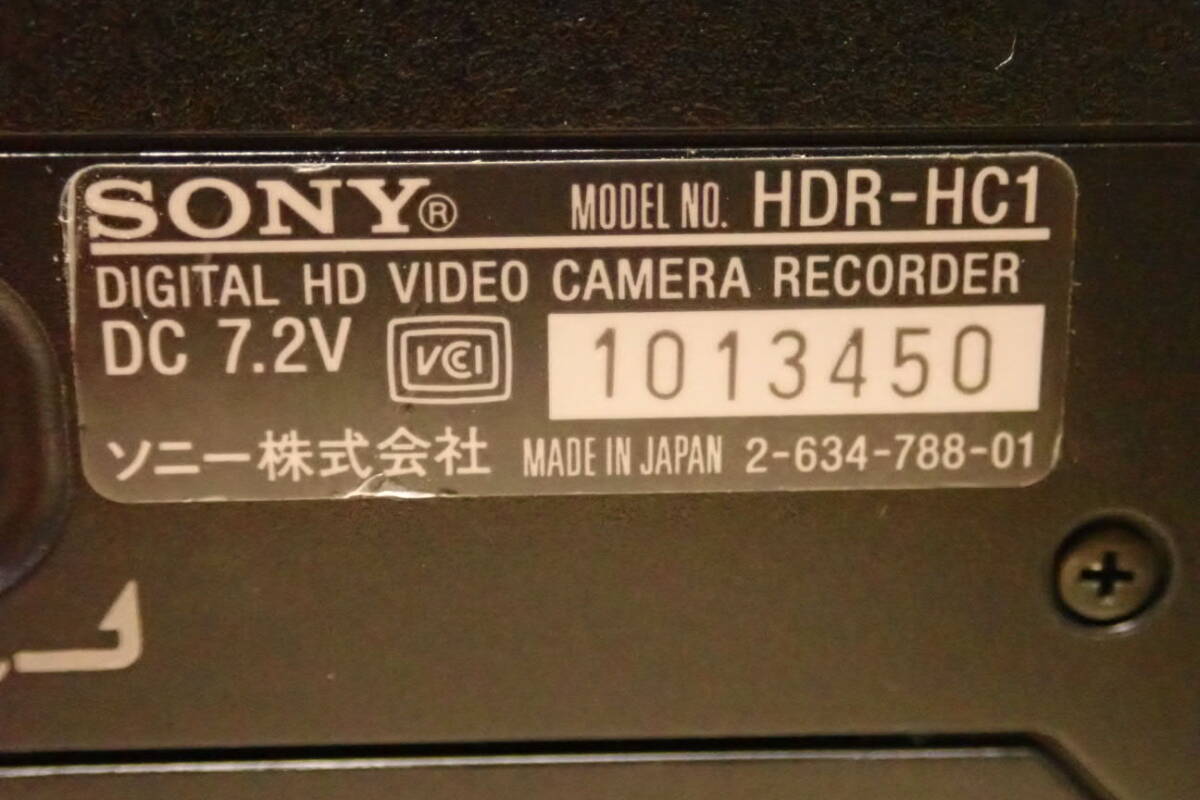 SONY® MODEL NO. HDR-HC1
DIGITAL HD VIDEO CAMERA RECORDER
DC 7.2V VCCI 1013450
ソニー株式会社 MADE IN JAPAN 2-634-788-01